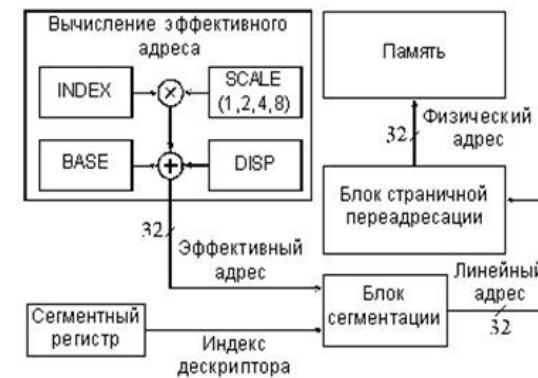 Вычисление эффективного
адреса
INDEX
×
SCALE
(1,2,4,8)
BASE
+
DISP
32
Эффективный
адрес
Сегментный
регистр
Индекс
дескриптора
Блок
сегментации
Линейный
адрес
32
Блок страничной
переадресации
32
Физический
адрес
Память